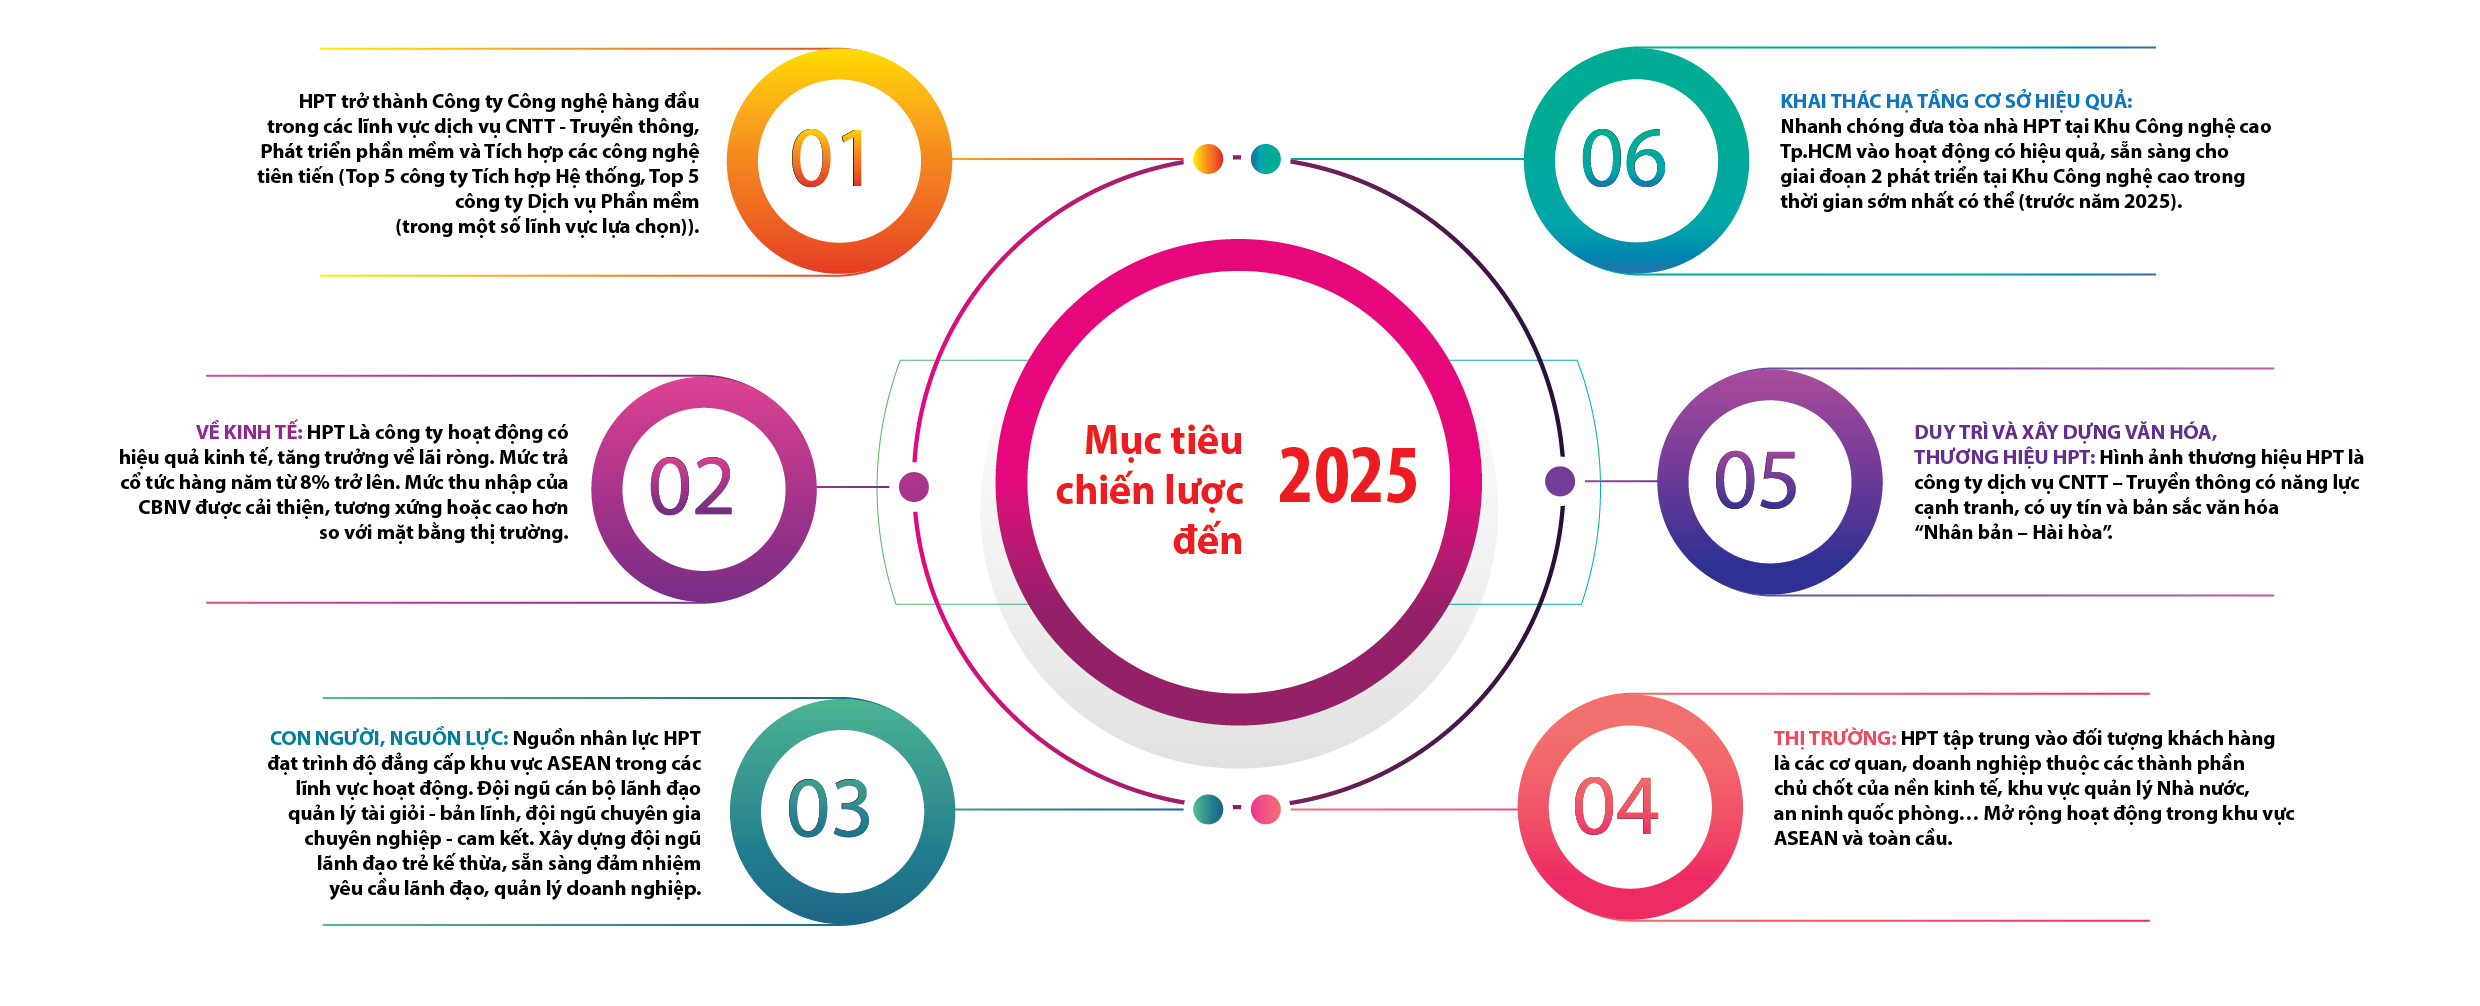 Mục tiêu
chiến lược
đến
2025
01
HPT trở thành Công ty Công nghệ hàng đầu
trong các lĩnh vực dịch vụ CNTT - Truyền thông,
Phát triển phần mềm và Tích hợp các công nghệ
tiên tiến (Top 5 công ty Tích hợp Hệ thống, Top 5
công ty Dịch vụ Phần mềm
(trong một số lĩnh vực lựa chọn)).
02
VỀ KINH TẾ: HPT Là công ty hoạt động có
hiệu quả kinh tế, tăng trưởng về lãi ròng. Mức trả
cổ tức hàng năm từ 8% trở lên. Mức thu nhập của
CBNV được cải thiện, tương xứng hoặc cao hơn
so với mặt bằng thị trường.
03
CON NGƯỜI, NGUỒN LỰC: Nguồn nhân lực HPT
đạt trình độ đẳng cấp khu vực ASEAN trong các
lĩnh vực hoạt động. Đội ngũ cán bộ lãnh đạo
quản lý tài giỏi - bản lĩnh, đội ngũ chuyên gia
chuyên nghiệp - cam kết. Xây dựng đội ngũ
lãnh đạo trẻ kế thừa, sẵn sàng đảm nhiệm
yêu cầu lãnh đạo, quản lý doanh nghiệp.
04
THỊ TRƯỜNG: HPT tập trung vào đối tượng khách hàng
là các cơ quan, doanh nghiệp thuộc các thành phần
chủ chốt của nền kinh tế, khu vực quản lý Nhà nước,
an ninh quốc phòng… Mở rộng hoạt động trong khu vực
ASEAN và toàn cầu.
05
DUY TRÌ VÀ XÂY DỰNG VĂN HÓA,
THƯƠNG HIỆU HPT: Hình ảnh thương hiệu HPT là
công ty dịch vụ CNTT – Truyền thông có năng lực
cạnh tranh, có uy tín và bản sắc văn hóa
“Nhân bản – Hài hòa”.
06
KHAI THÁC HẠ TẦNG CƠ SỞ HIỆU QUẢ:
Nhanh chóng đưa tòa nhà HPT tại Khu Công nghệ cao
Tp.HCM vào hoạt động có hiệu quả, sẵn sàng cho
giai đoạn 2 phát triển tại Khu Công nghệ cao trong
thời gian sớm nhất có thể (trước năm 2025).